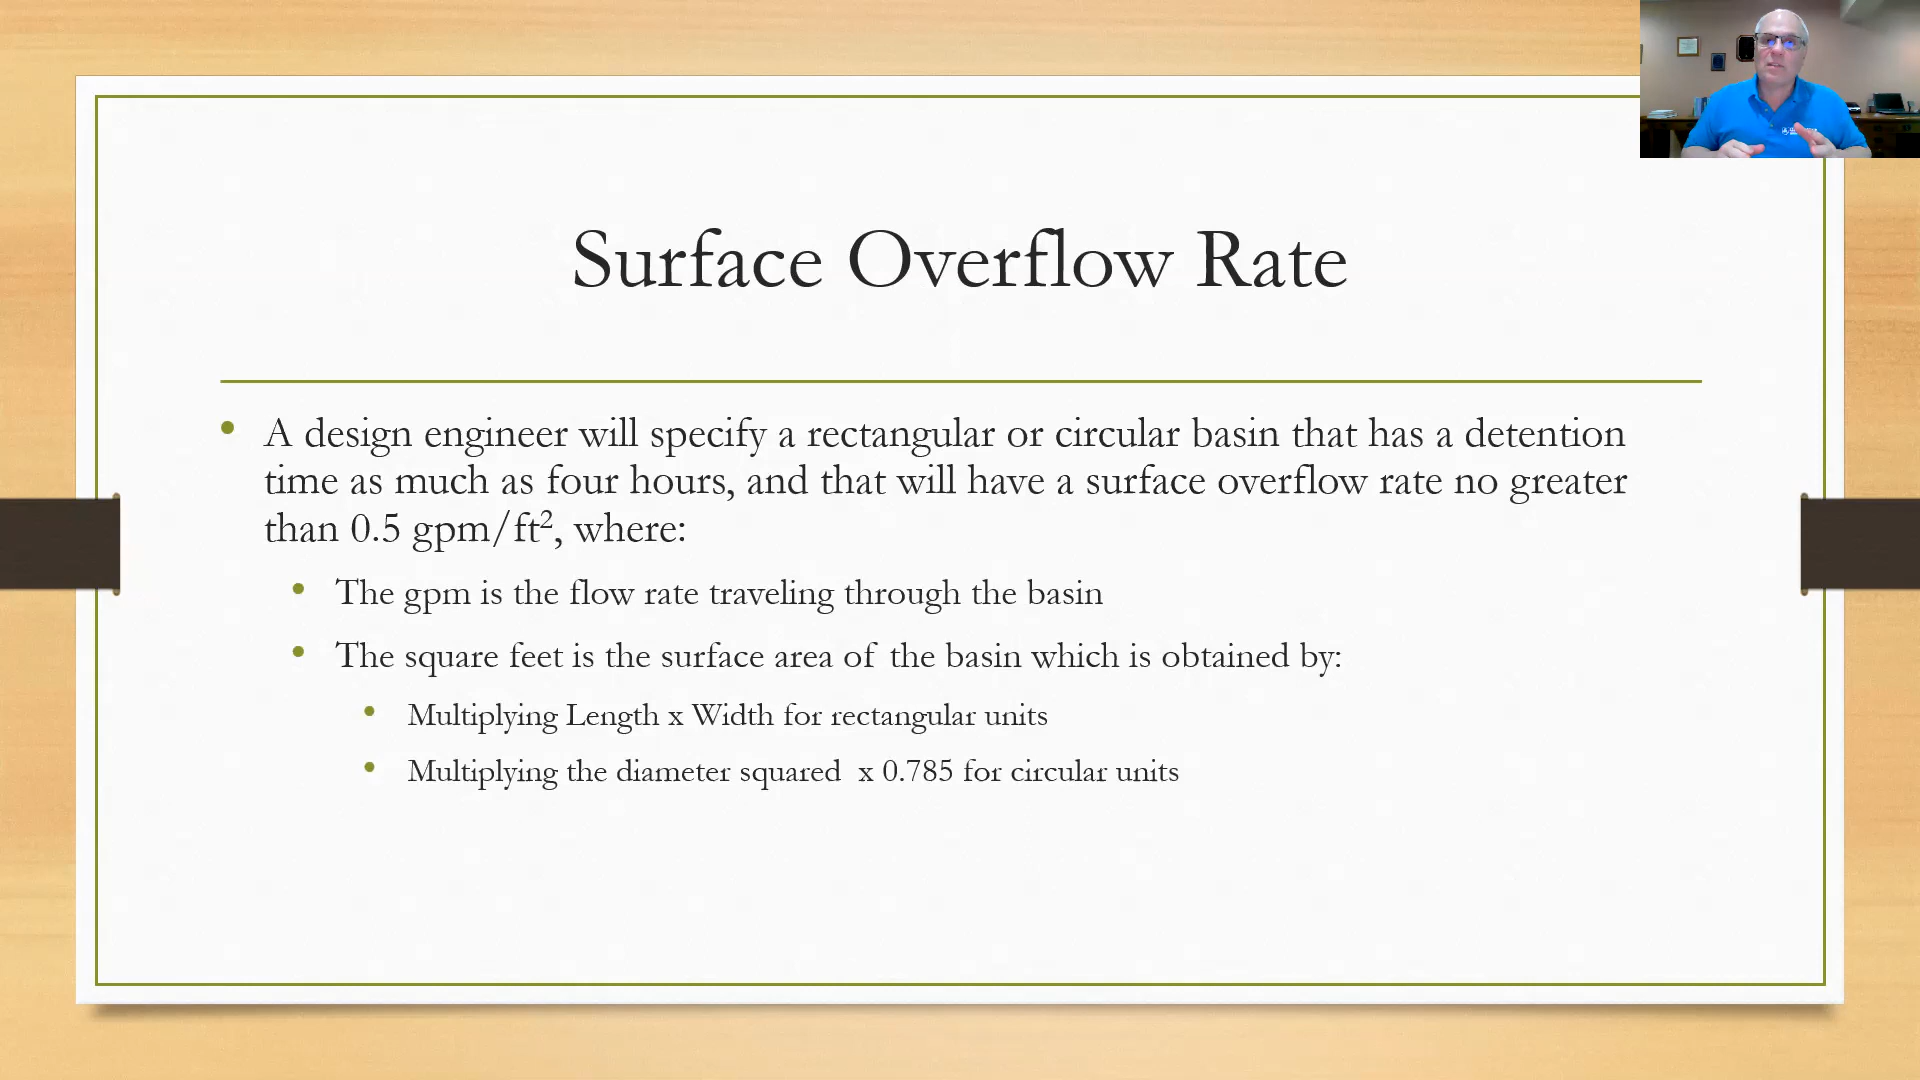 Surface Overflow Rate
• A design engineer will specify a rectangular or circular basin that has a detention
time as much as four hours, and that will have a surface overflow rate no greater
than 0.5 gpm/ft², where:
• The gpm is the flow rate traveling through the basin
• The square feet is the surface area of the basin which is obtained by:
• Multiplying Length x Width for rectangular units
• Multiplying the diameter squared x 0.785 for circular units